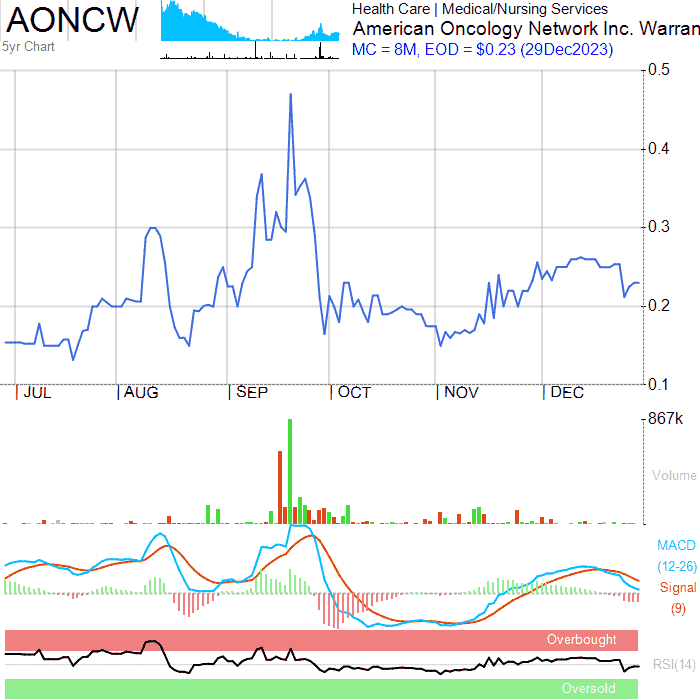 AONCW
5yr Chart
Health Care | Medical/Nursing Services
American Oncology Network Inc. Warran
MC = 8M, EOD = $0.23 (29Dec2023)
0.5
0.4
0.3
0.2
0.1
JUL AUG SEP OCT NOV DEC
867k
Volume
MACD
(12-26)
Signal
(9)
Overbought
RSI(14)
Oversold